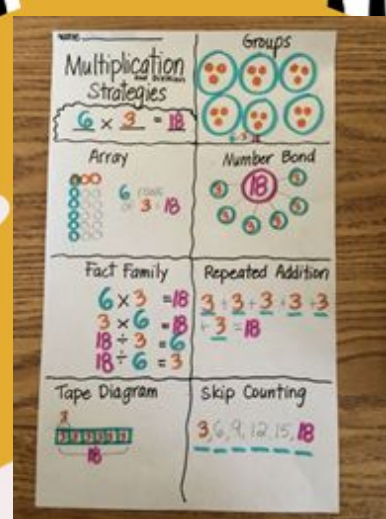 Name
Multiplication
and Division
Strategies
6 × 3 = 18
Groups
Array
6 rows
of 3 = 18
Number Bond
18
3
3
3
3
3
3
Fact Family
6 × 3 = 18
3 × 6 = 18
18 ÷ 3 = 6
18 ÷ 6 = 3
Repeated Addition
3 + 3 + 3 + 3 + 3
+ 3 = 18
Tape Diagram
3
3 3 3 3 3 3
18
Skip Counting
3, 6, 9, 12, 15, 18